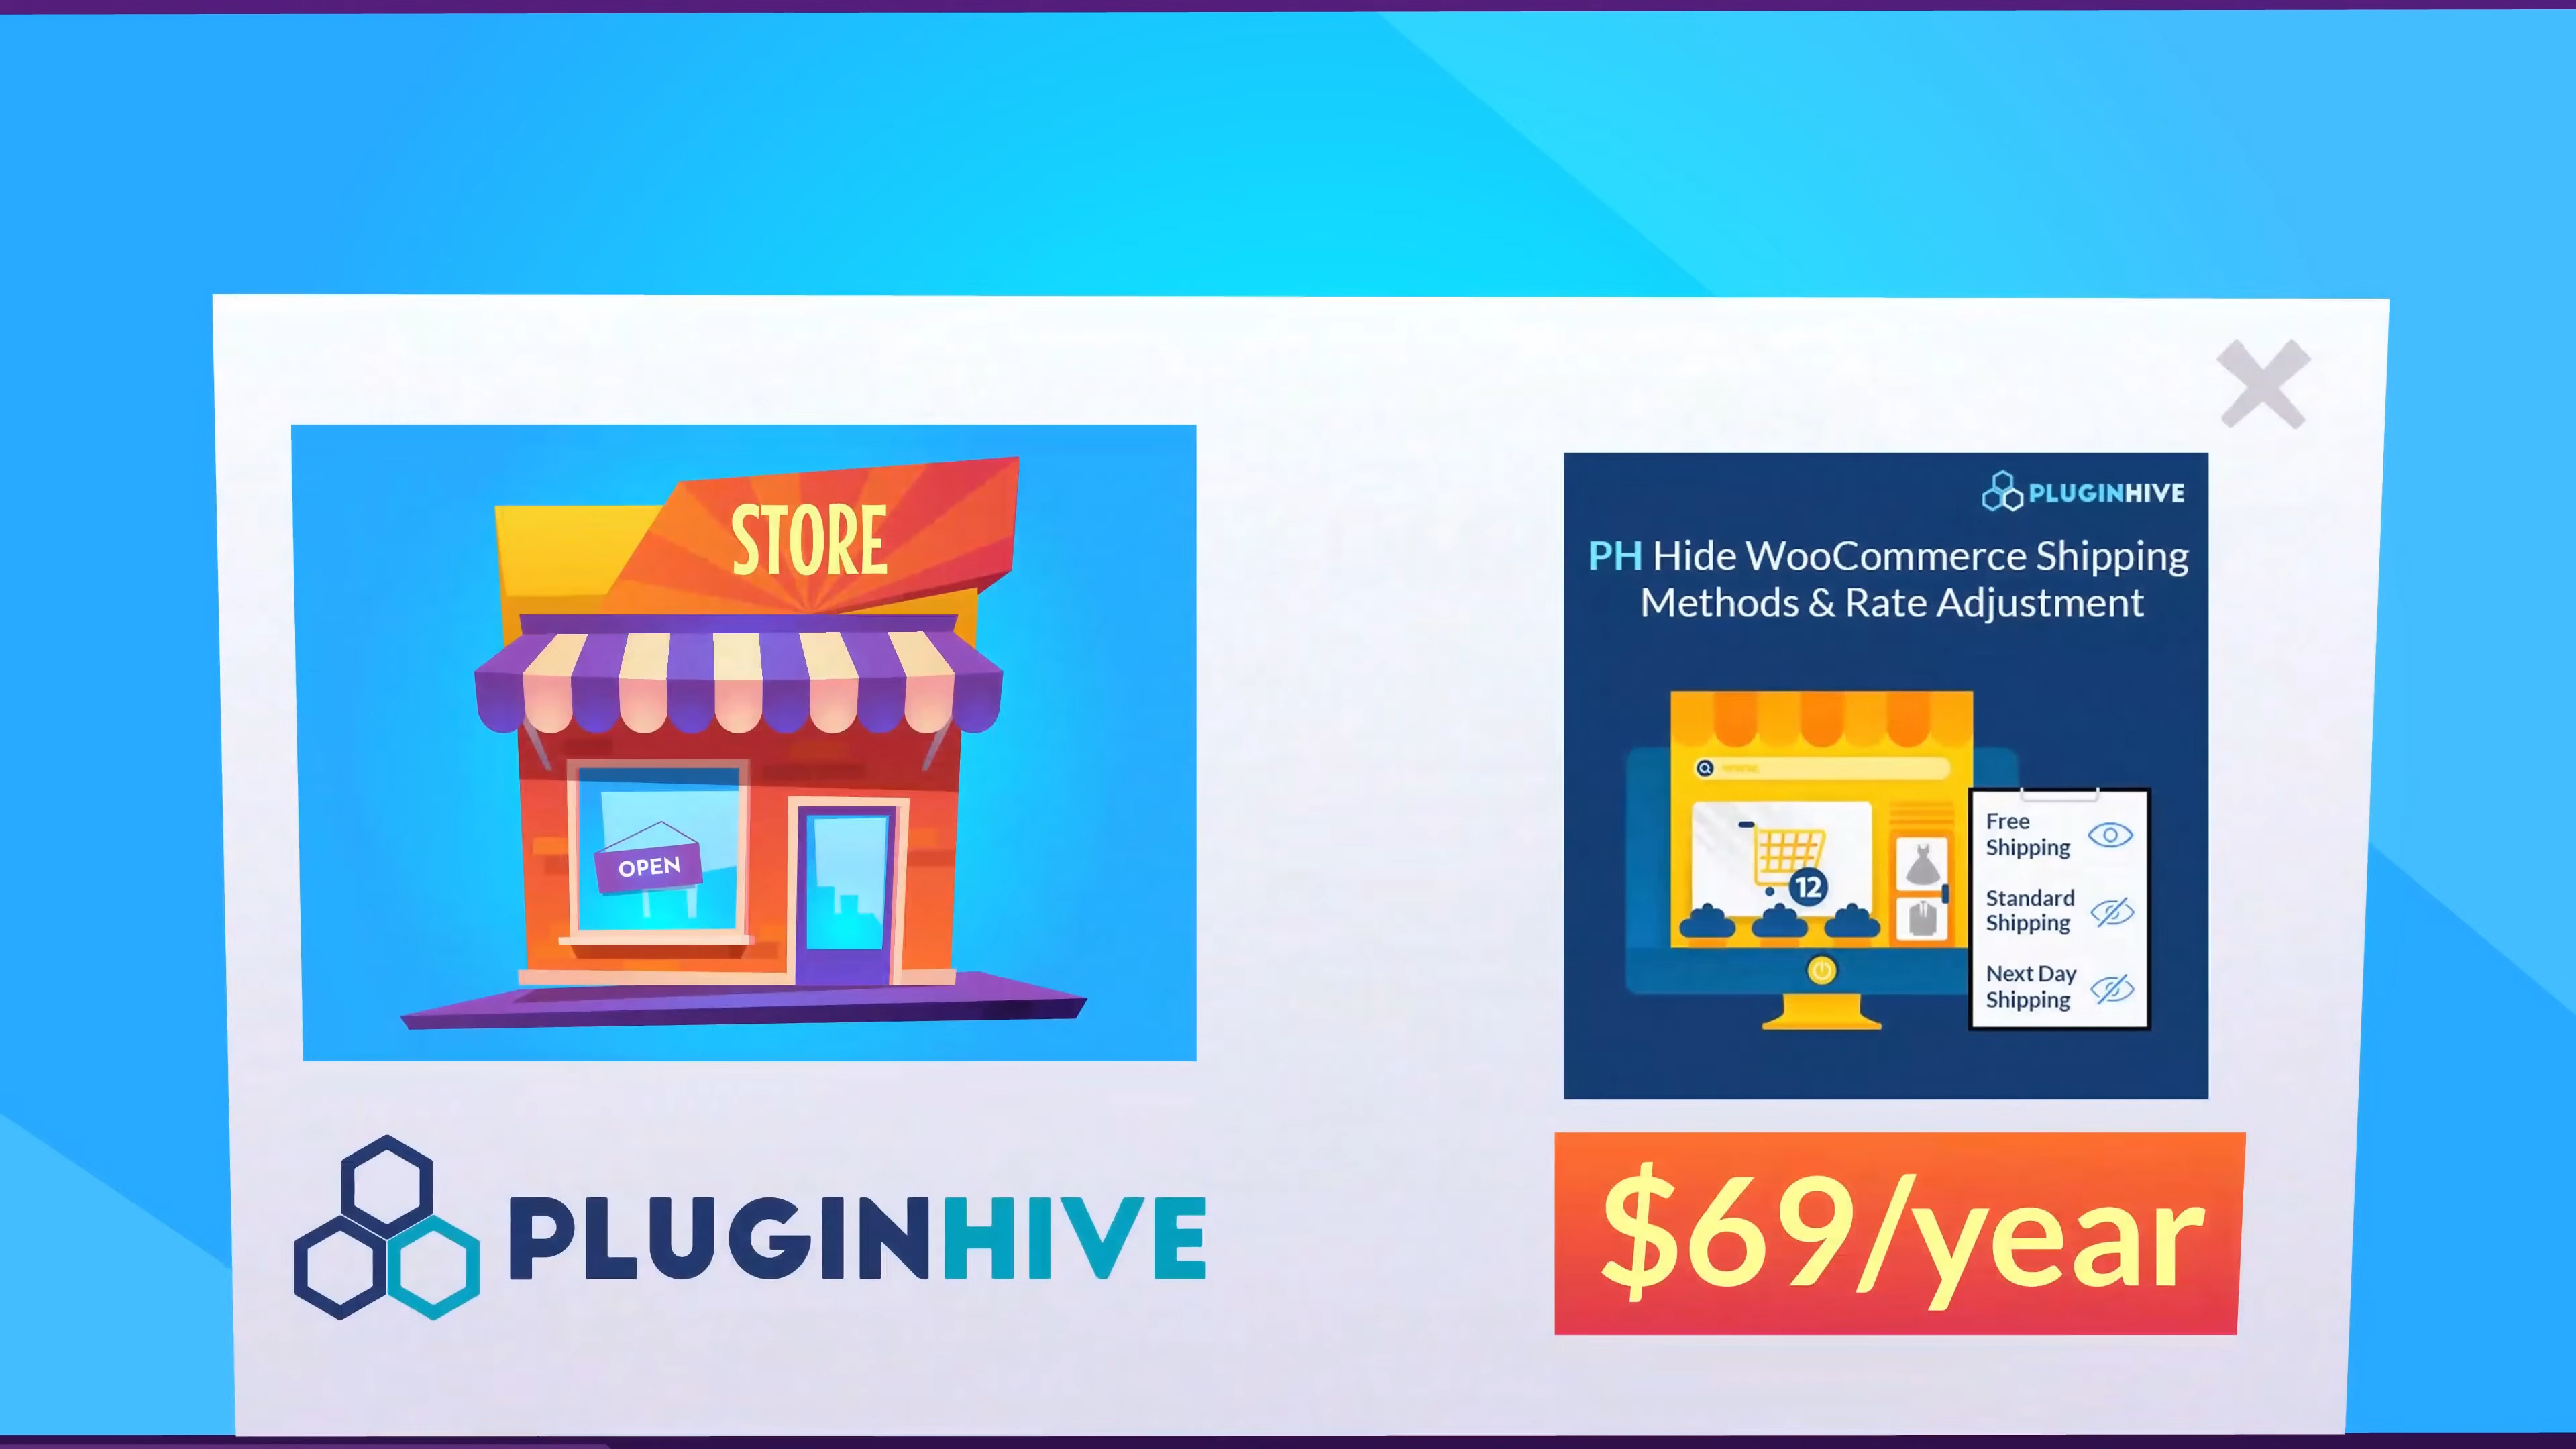 STORE
OPEN
PLUGINHIVE
PLUGINHIVE
PH Hide WooCommerce Shipping
Methods & Rate Adjustment
12
Free
Shipping
Standard
Shipping
Next Day
Shipping
$69/year